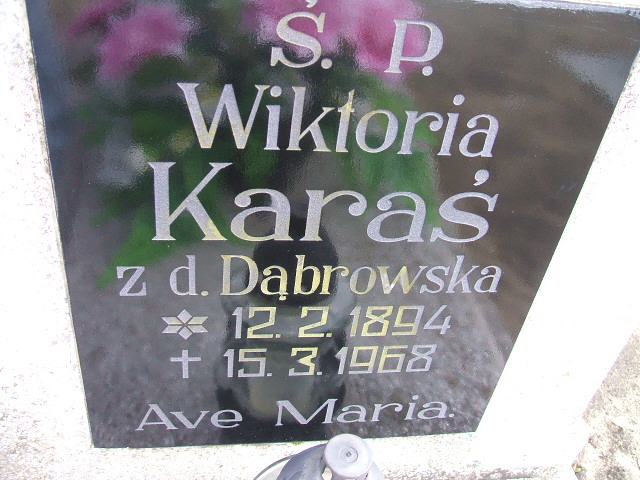 Ś. P.
Wiktoria
Karaś
z d. Dąbrowska
* 12. 2. 1894
† 15. 3. 1968
Ave Maria.